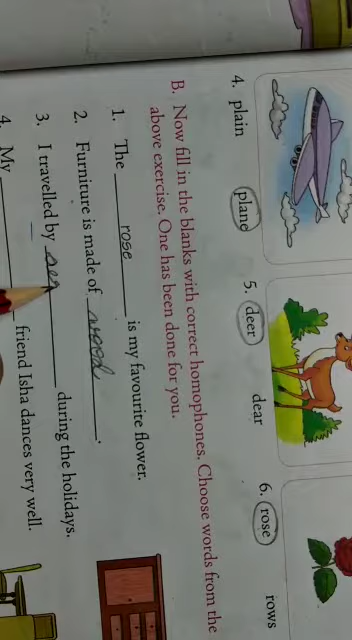 4. plain plane 5. deer dear 6. rose rows
B. Now fill in the blanks with correct homophones. Choose words from the
above exercise. One has been done for you.
1. The rose is my favourite flower.
2. Furniture is made of wood.
3. I travelled by during the holidays.
4. My friend Isha dances very well.